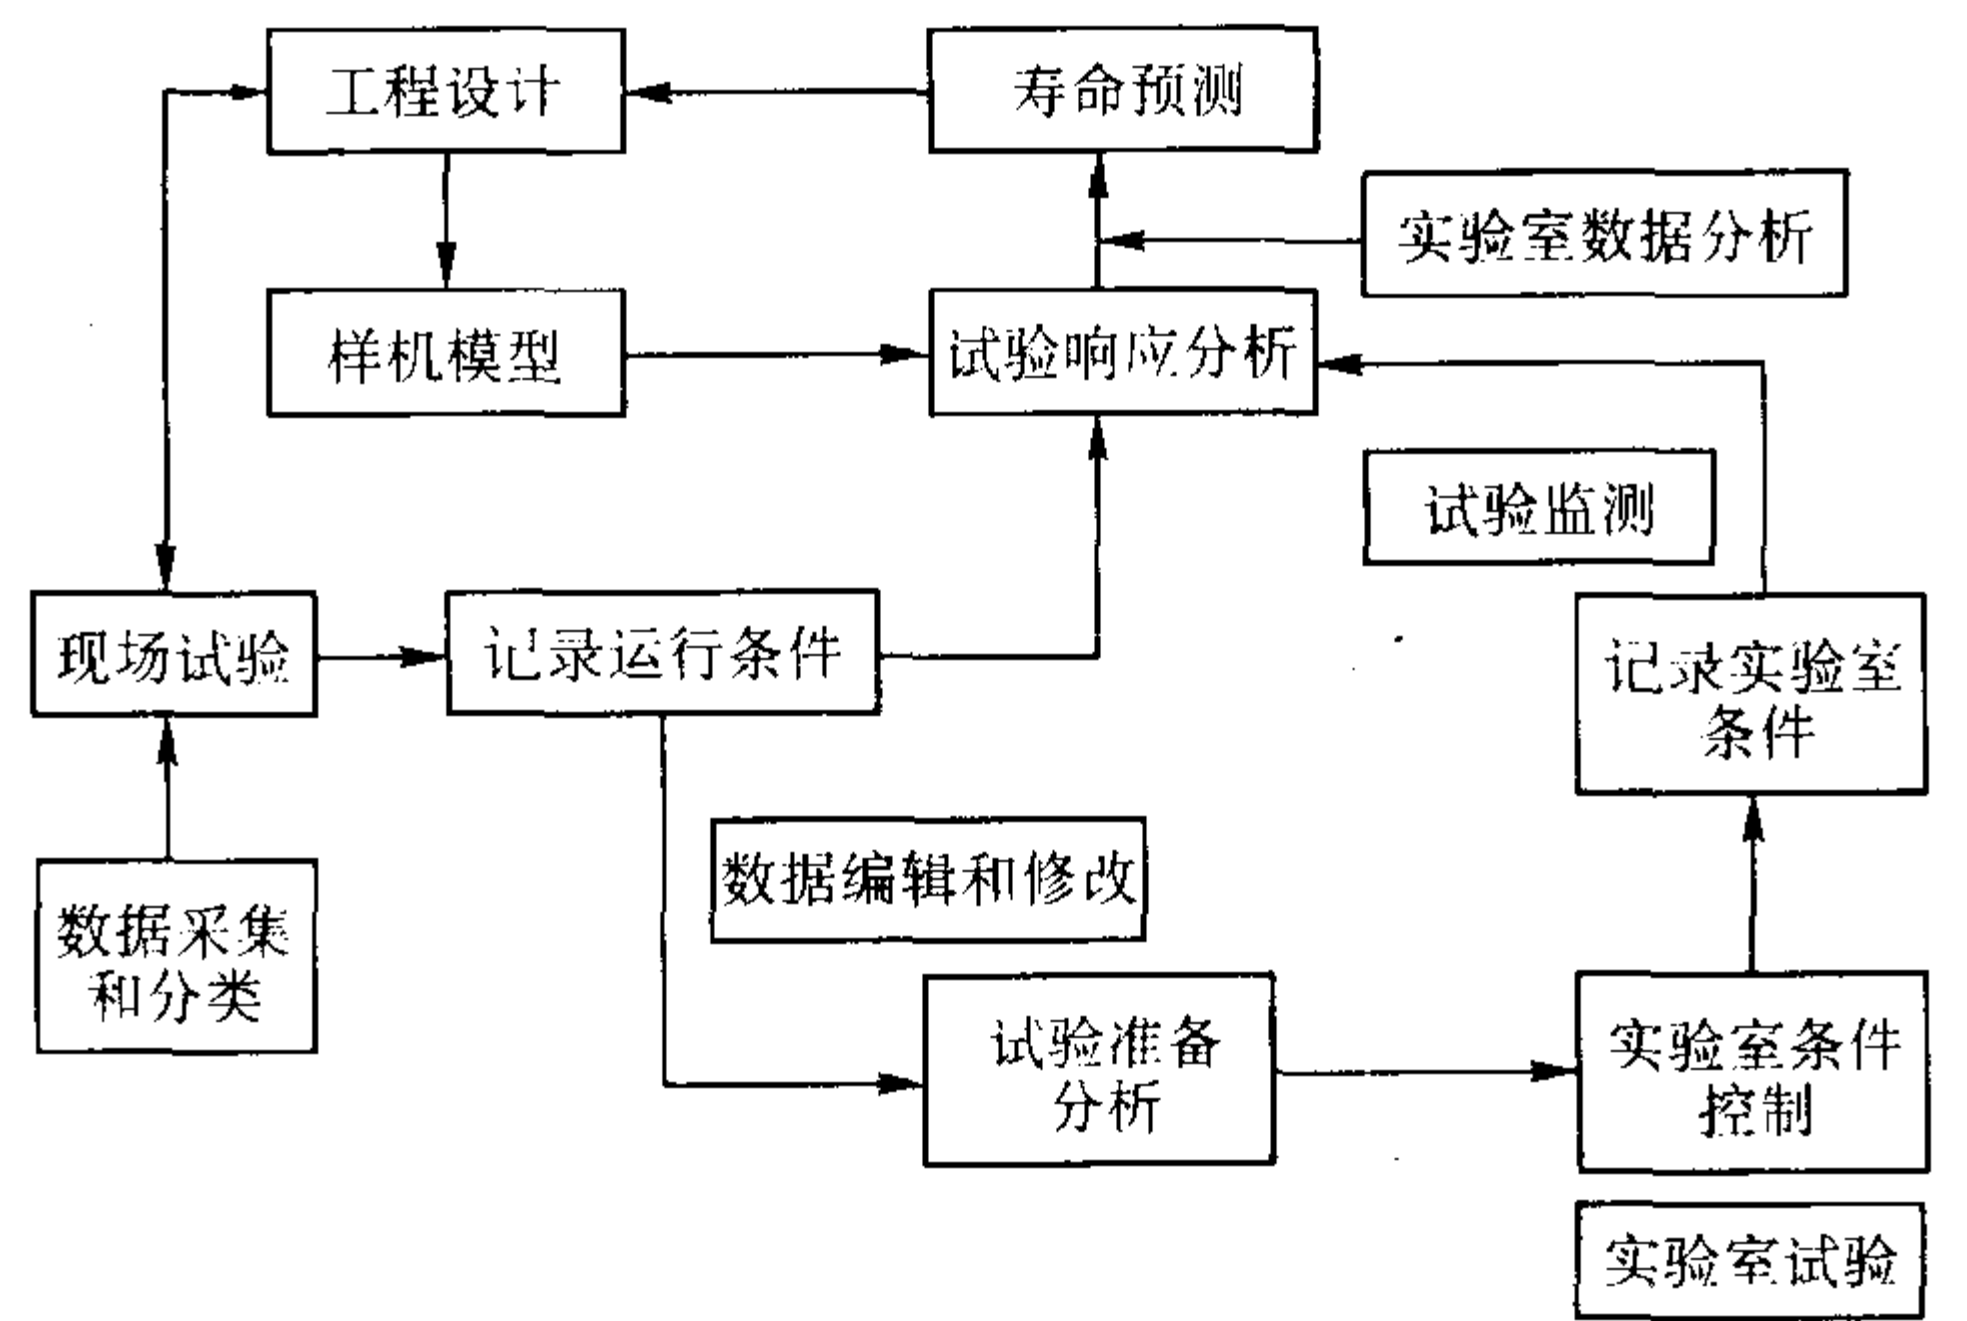 工程设计
寿命预测
实验室数据分析
样机模型
试验响应分析
试验监测
现场试验
记录运行条件
记录实验室
条件
数据编辑和修改
数据采集
和分类
试验准备
分析
实验室条件
控制
实验室试验